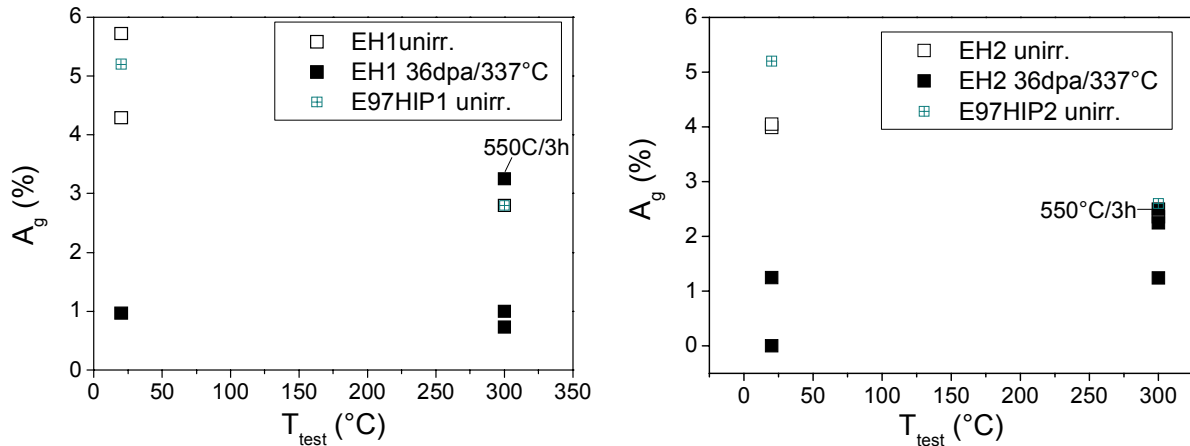 6
5
4
3
2
1
0
A_g (%)
EH1unirr.
EH1 36dpa/337°C
E97HIP1 unirr.
550C/3h
0 50 100 150 200 250 300 350
T_test (°C)
6
5
4
3
2
1
0
A_g (%)
EH2 unirr.
EH2 36dpa/337°C
E97HIP2 unirr.
550°C/3h
0 50 100 150 200 250 300
T_test (°C)